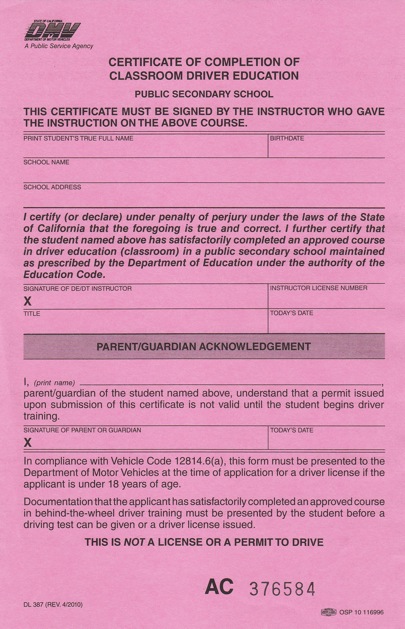 STATE OF CALIFORNIA
DMV
DEPARTMENT OF MOTOR VEHICLES
A Public Service Agency
CERTIFICATE OF COMPLETION OF
CLASSROOM DRIVER EDUCATION
PUBLIC SECONDARY SCHOOL
THIS CERTIFICATE MUST BE SIGNED BY THE INSTRUCTOR WHO GAVE
THE INSTRUCTION ON THE ABOVE COURSE.
PRINT STUDENT'S TRUE FULL NAME BIRTHDATE
SCHOOL NAME
SCHOOL ADDRESS
I certify (or declare) under penalty of perjury under the laws of the State
of California that the foregoing is true and correct. I further certify that
the student named above has satisfactorily completed an approved course
in driver education (classroom) in a public secondary school maintained
as prescribed by the Department of Education under the authority of the
Education Code.
SIGNATURE OF DE/DT INSTRUCTOR INSTRUCTOR LICENSE NUMBER
X
TITLE TODAY'S DATE
PARENT/GUARDIAN ACKNOWLEDGEMENT
I, (print name) ,
parent/guardian of the student named above, understand that a permit issued
upon submission of this certificate is not valid until the student begins driver
training.
SIGNATURE OF PARENT OR GUARDIAN TODAY'S DATE
X
In compliance with Vehicle Code 12814.6(a), this form must be presented to the
Department of Motor Vehicles at the time of application for a driver license if the
applicant is under 18 years of age.
Documentation that the applicant has satisfactorily completed an approved course
in behind-the-wheel driver training must be presented by the student before a
driving test can be given or a driver license issued.
THIS IS NOT A LICENSE OR A PERMIT TO DRIVE
AC 376584
DL 387 (REV. 4/2010)
OSP 10 116996